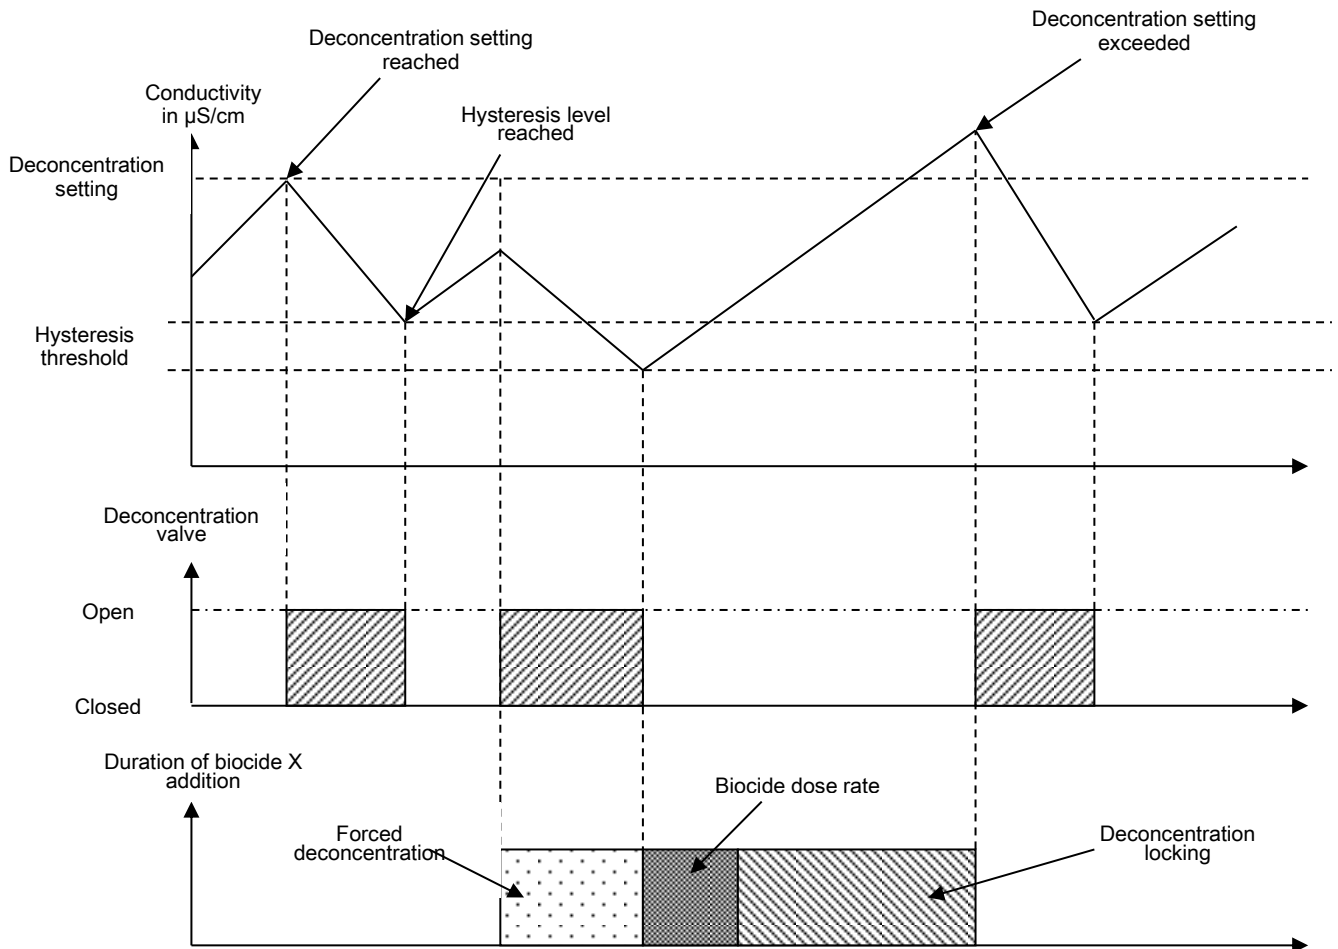 Deconcentration setting
exceeded
Deconcentration setting
reached
Conductivity
in µS/cm
Hysteresis level
reached
Deconcentration
setting
Hysteresis
threshold
Deconcentration
valve
Open
Closed
Duration of biocide X
addition
Biocide dose rate
Forced
deconcentration
Deconcentration
locking